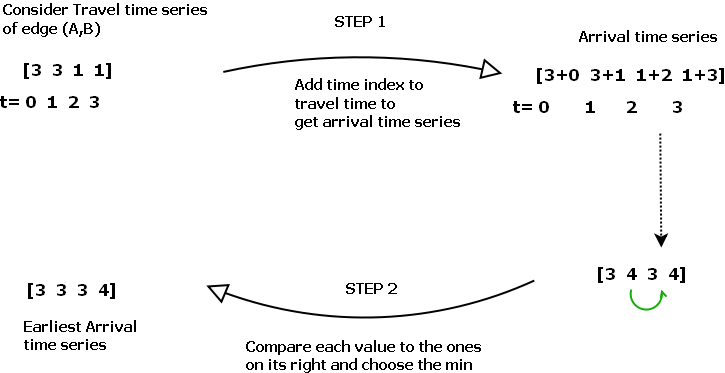 Consider Travel time series
of edge (A,B)
[3 3 1 1]
t= 0 1 2 3
STEP 1
Add time index to
travel time to
get arrival time series
Arrival time series
[3+0 3+1 1+2 1+3]
t= 0 1 2 3
[3 4 3 4]
STEP 2
Compare each value to the ones
on its right and choose the min
[3 3 3 4]
Earliest Arrival
time series